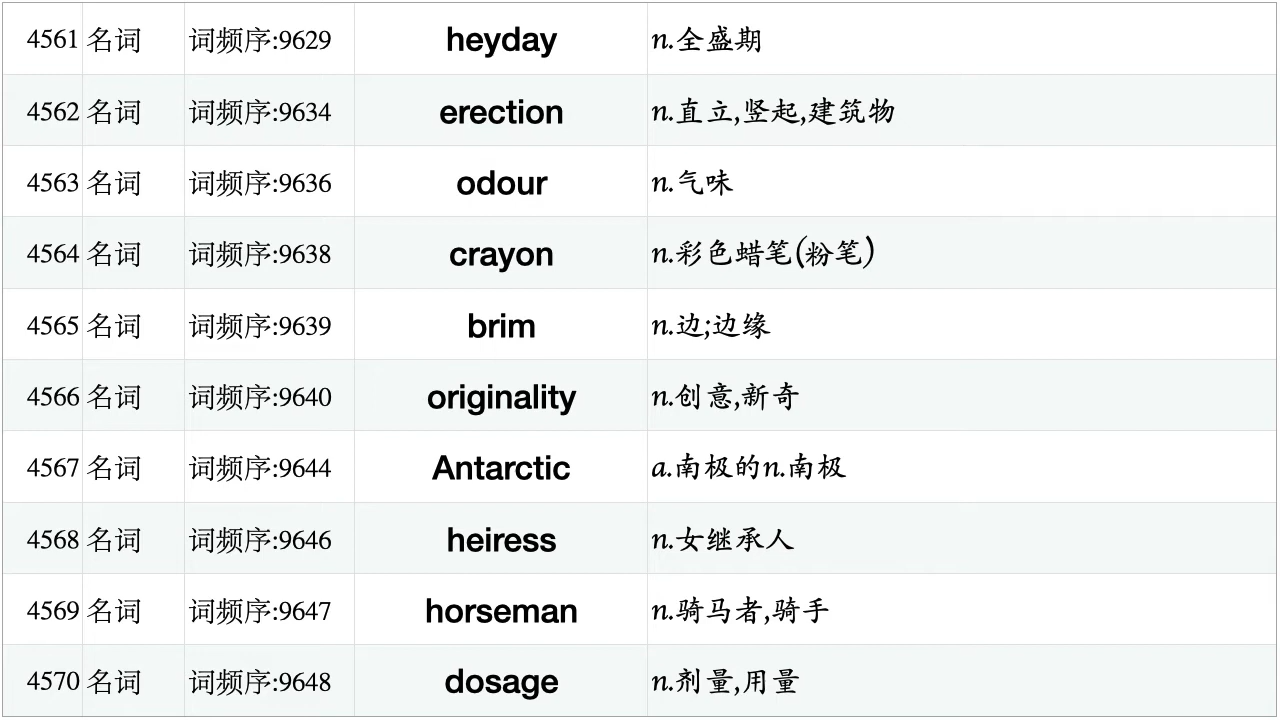 4561 名词 词频序:9629 heyday n.全盛期
4562 名词 词频序:9634 erection n.直立,竖起,建筑物
4563 名词 词频序:9636 odour n.气味
4564 名词 词频序:9638 crayon n.彩色蜡笔(粉笔)
4565 名词 词频序:9639 brim n.边;边缘
4566 名词 词频序:9640 originality n.创意,新奇
4567 名词 词频序:9644 Antarctic a.南极的n.南极
4568 名词 词频序:9646 heiress n.女继承人
4569 名词 词频序:9647 horseman n.骑马者,骑手
4570 名词 词频序:9648 dosage n.剂量,用量